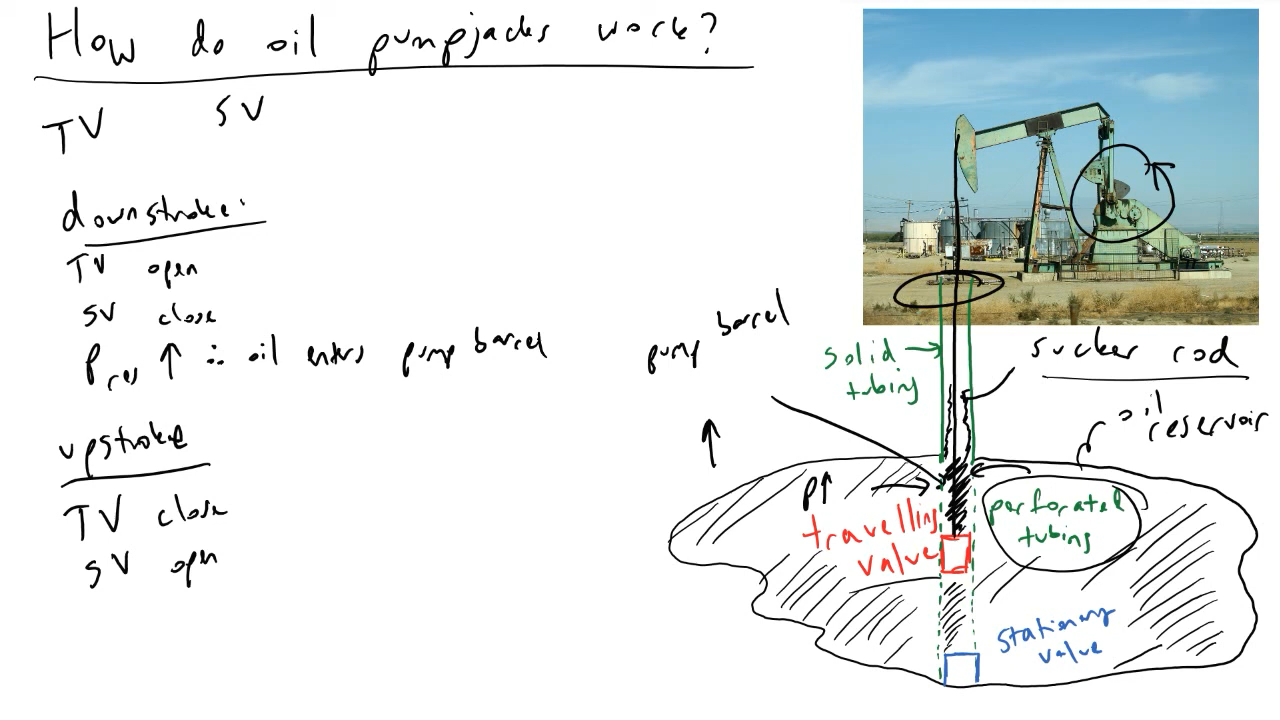 How do oil pumpjacks work?
TV SV
downstroke:
TV open
SV close
Pres ↑ ∴ oil enters pump barrel
upstroke
TV close
SV open
pump barrel
solid tubing
sucker rod
oil reservoir
↑
P↑
travelling
valve
perforated
tubing
stationary
valve